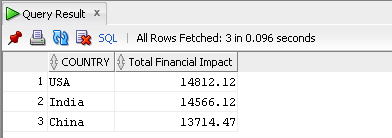 Query Result x
SQL | All Rows Fetched: 3 in 0.096 seconds
COUNTRY Total Financial Impact
1 USA 14812.12
2 India 14566.12
3 China 13714.47